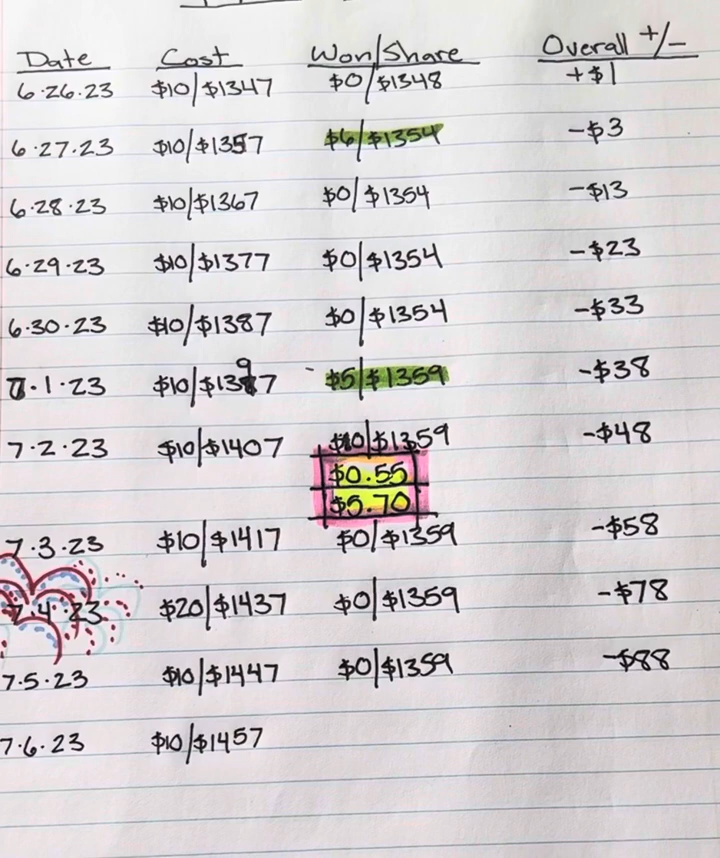 Date Cost Won/Share Overall +/-
6.26.23 $10/$1347 $0/$1348 +$1
6.27.23 $10/$1357 $6/$1354 -$3
6.28.23 $10/$1367 $0/$1354 -$13
6.29.23 $10/$1377 $0/$1354 -$23
6.30.23 $10/$1387 $0/$1354 -$33
7.1.23 $10/$1397 $5/$1359 -$38
7.2.23 $10/$1407 $0/$1359 -$48
$0.55
$5.70
7.3.23 $10/$1417 $0/$1359 -$58
7.4.23 $20/$1437 $0/$1359 -$78
7.5.23 $10/$1447 $0/$1359 -$88
7.6.23 $10/$1457